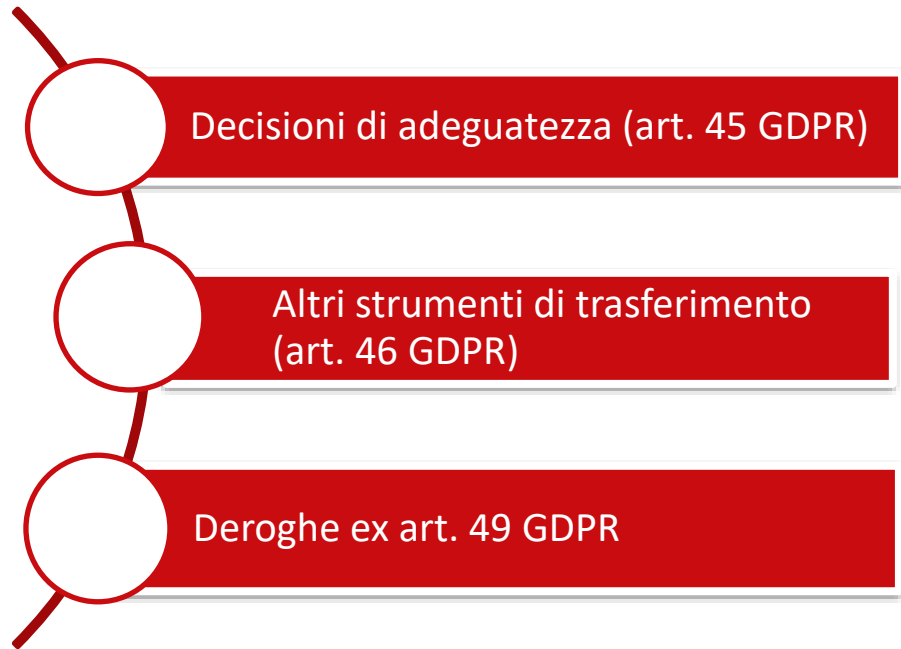 Decisioni di adeguatezza (art. 45 GDPR)
Altri strumenti di trasferimento
(art. 46 GDPR)
Deroghe ex art. 49 GDPR